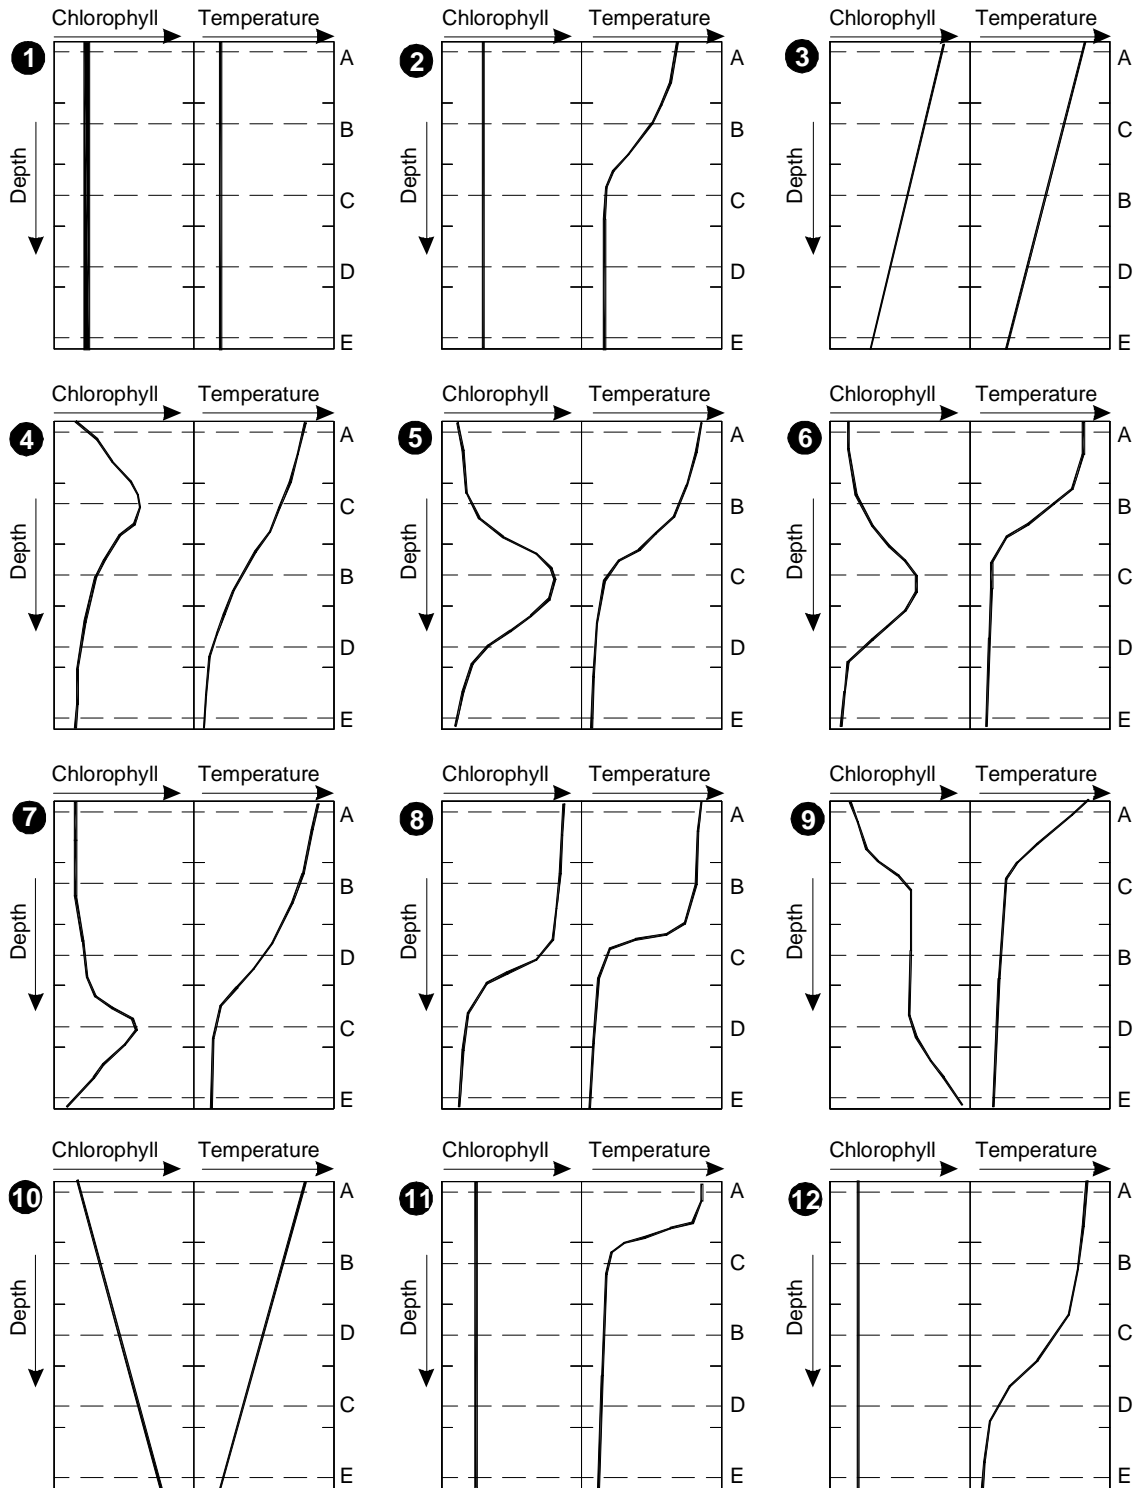 Chlorophyll Temperature Chlorophyll Temperature Chlorophyll Temperature
1 A 2 A 3 A
B B C
Depth Depth Depth
C C B
D D D
E E E
Chlorophyll Temperature Chlorophyll Temperature Chlorophyll Temperature
4 A 5 A 6 A
C B B
Depth Depth Depth
B C C
D D D
E E E
Chlorophyll Temperature Chlorophyll Temperature Chlorophyll Temperature
7 A 8 A 9 A
B B C
Depth Depth Depth
D C B
C D D
E E E
Chlorophyll Temperature Chlorophyll Temperature Chlorophyll Temperature
10 A 11 A 12 A
B C B
Depth Depth Depth
D B C
C D D
E E E